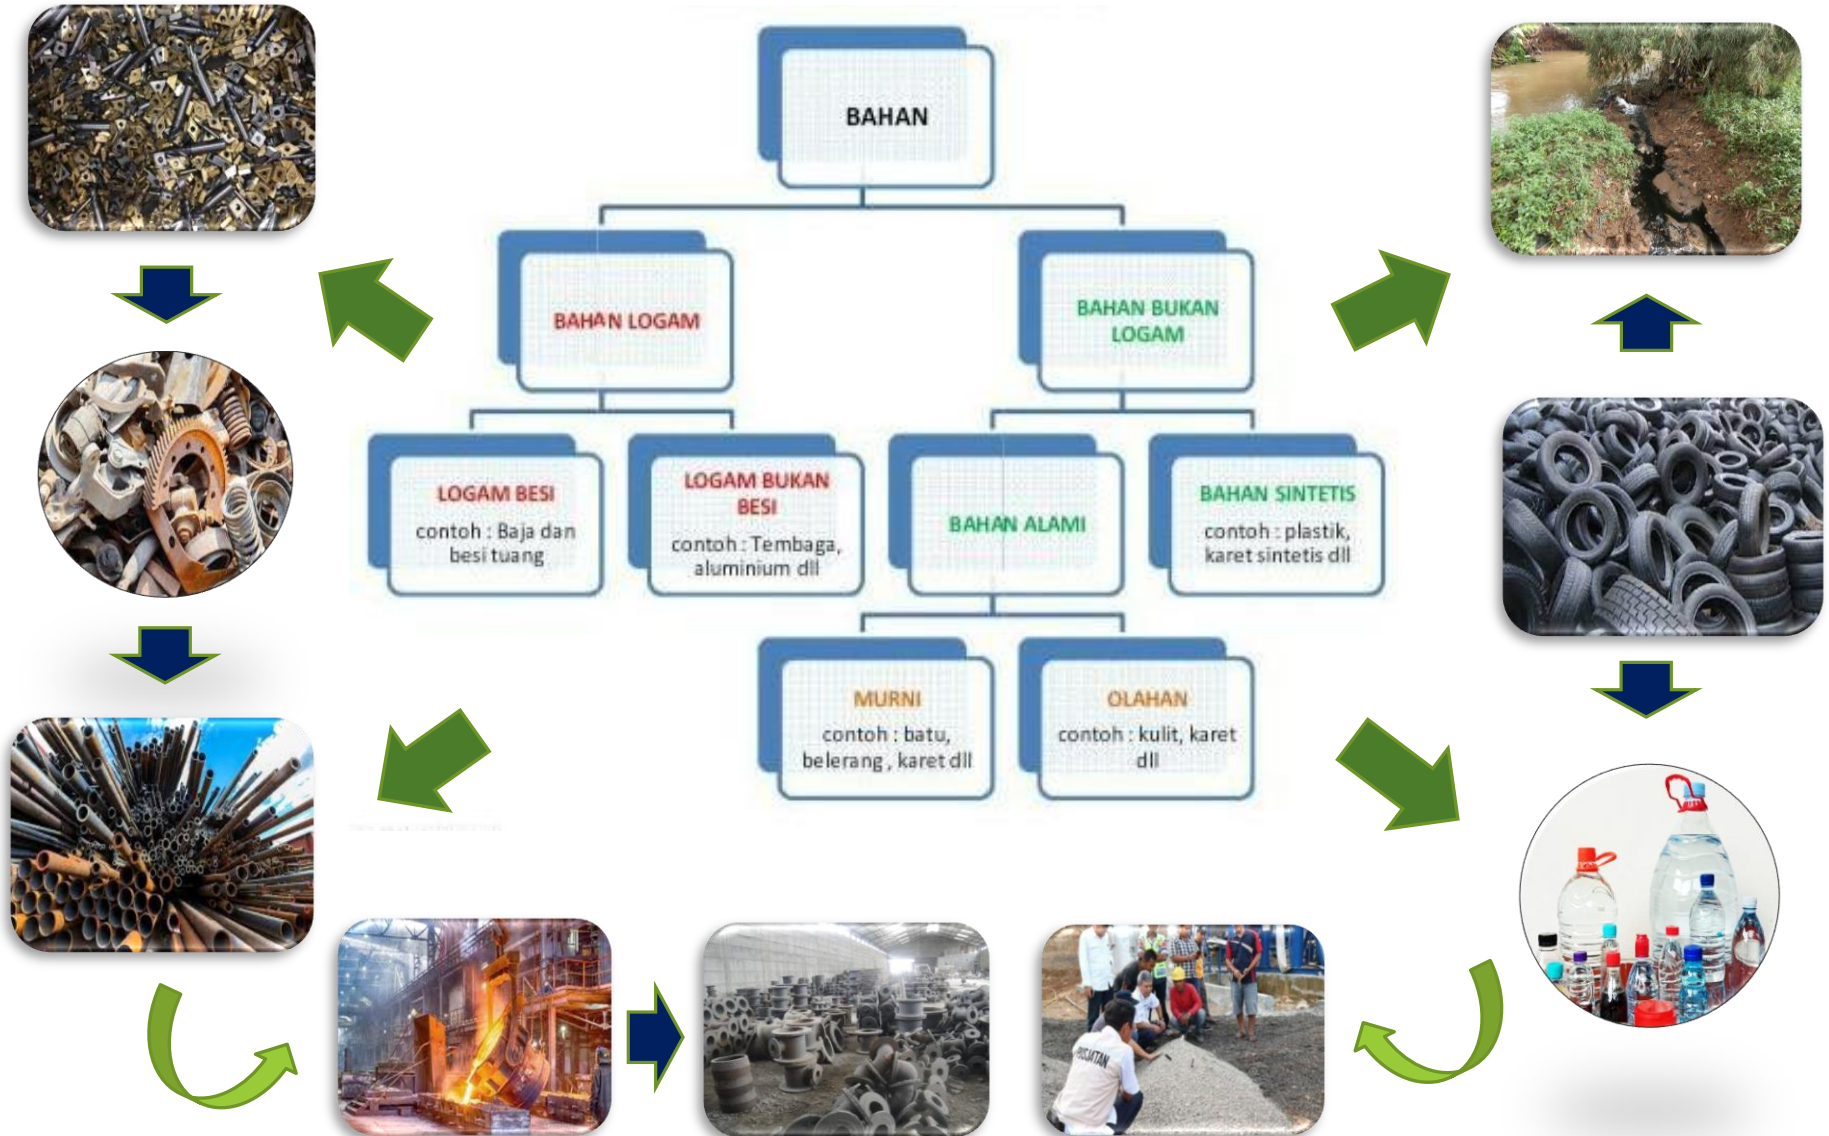 BAHAN
BAHAN LOGAM
BAHAN BUKAN
LOGAM
LOGAM BESI
contoh : Baja dan
besi tuang
LOGAM BUKAN
BESI
contoh : Tembaga,
aluminium dll
BAHAN ALAMI
BAHAN SINTETIS
contoh : plastik,
karet sintetis dll
MURNI
contoh : batu,
belerang , karet dll
OLAHAN
contoh : kulit, karet
dll
PUSJATAN